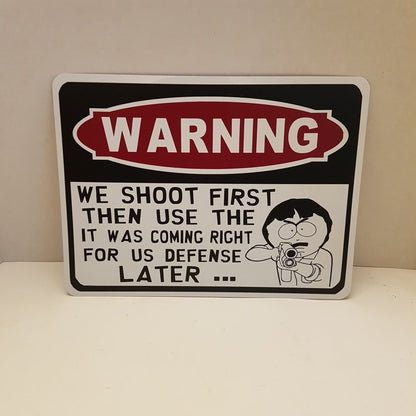 WARNING
WE SHOOT FIRST
THEN USE THE
IT WAS COMING RIGHT
FOR US DEFENSE
LATER ...